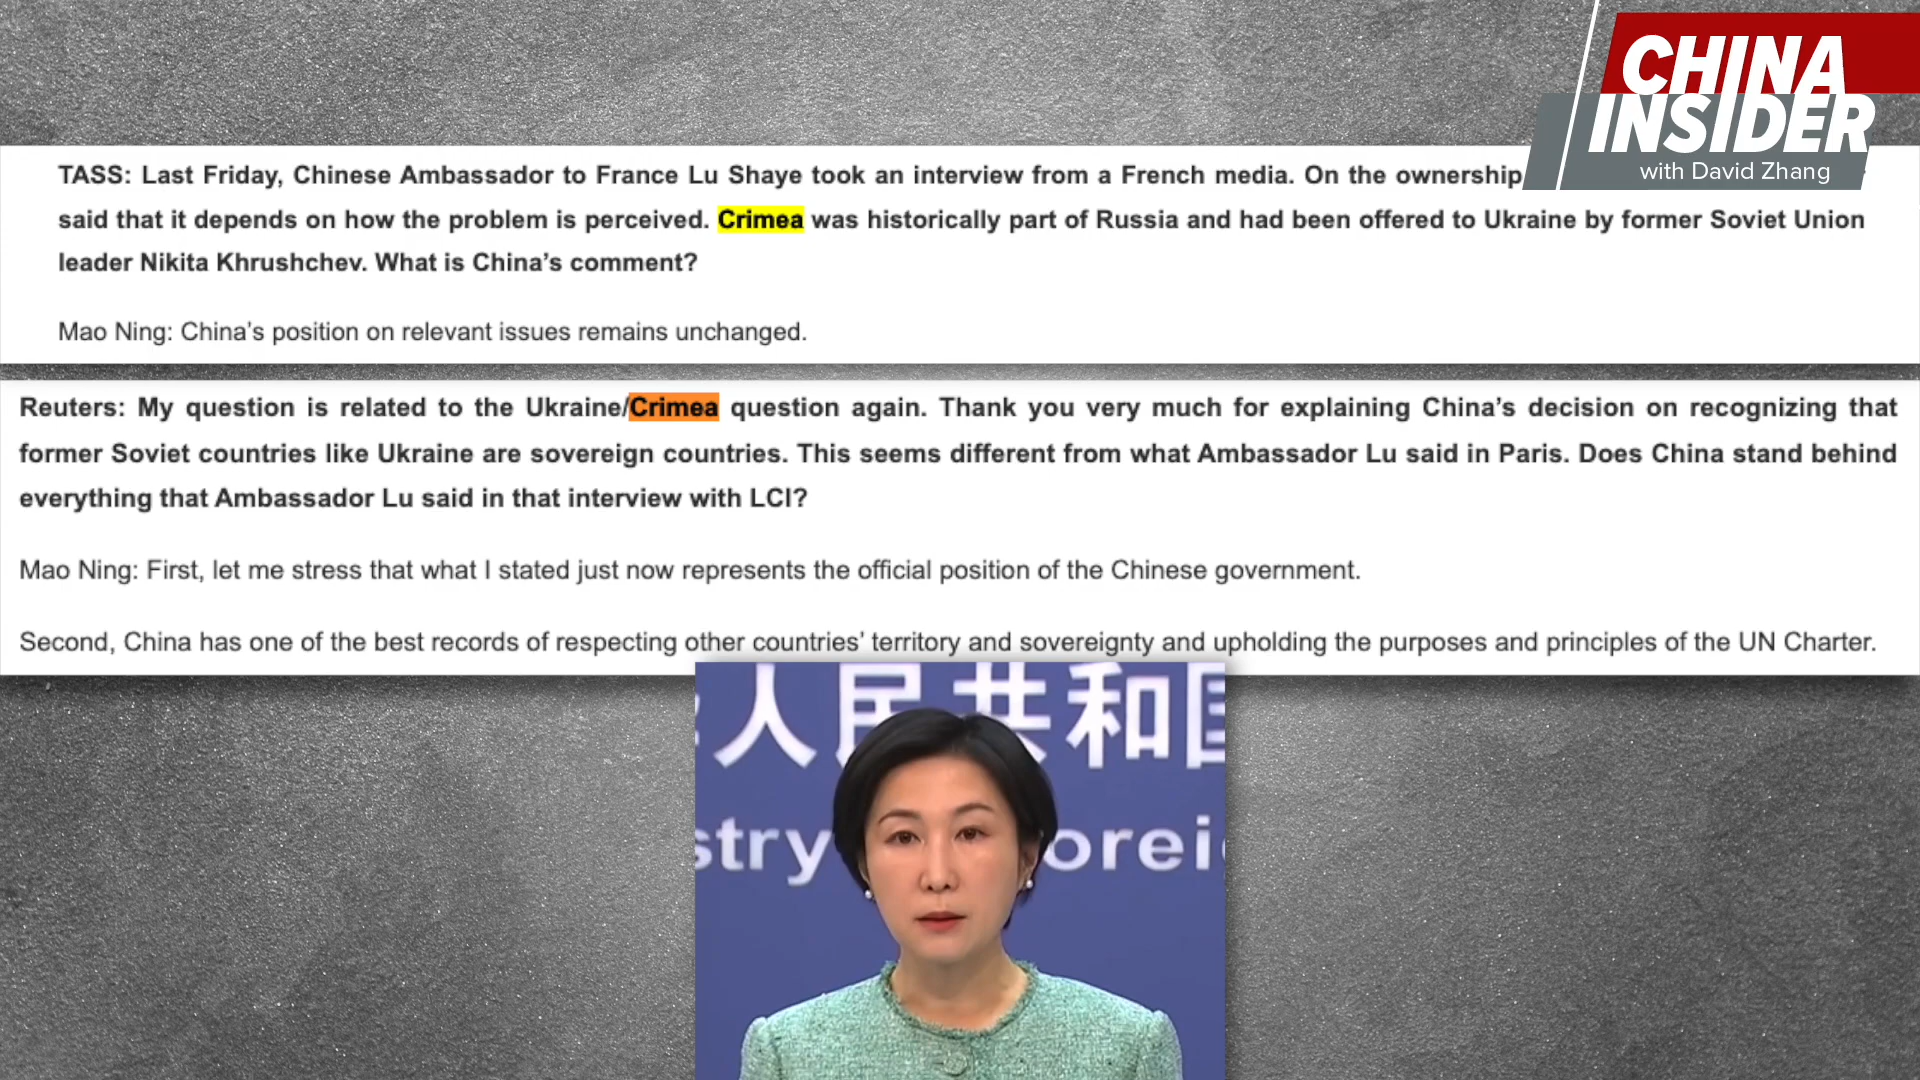 CHINA
INSIDER
with David Zhang
TASS: Last Friday, Chinese Ambassador to France Lu Shaye took an interview from a French media. On the ownership
said that it depends on how the problem is perceived. Crimea was historically part of Russia and had been offered to Ukraine by former Soviet Union
leader Nikita Khrushchev. What is China’s comment?
Mao Ning: China’s position on relevant issues remains unchanged.
Reuters: My question is related to the Ukraine/Crimea question again. Thank you very much for explaining China’s decision on recognizing that
former Soviet countries like Ukraine are sovereign countries. This seems different from what Ambassador Lu said in Paris. Does China stand behind
everything that Ambassador Lu said in that interview with LCI?
Mao Ning: First, let me stress that what I stated just now represents the official position of the Chinese government.
Second, China has one of the best records of respecting other countries’ territory and sovereignty and upholding the purposes and principles of the UN Charter.
人民共和国
stry orei